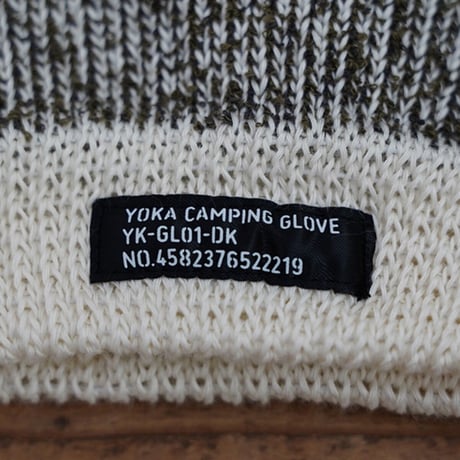 YOKA CAMPING GLOVE
YK-GL01-DK
NO.4582376522219